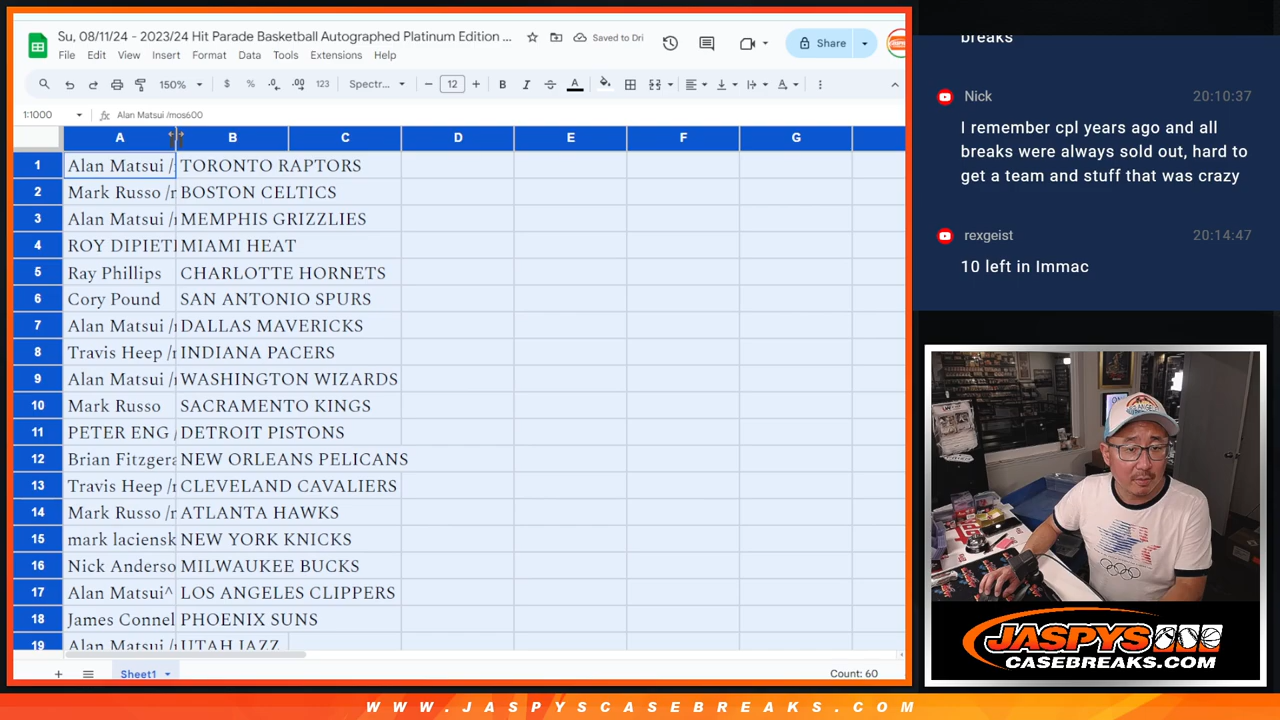 Su, 08/11/24 - 2023/24 Hit Parade Basketball Autographed Platinum Edition ...
Saved to Dri
File Edit View Insert Format Data Tools Extensions Help
Share
150% $ % .0 .00 123 Spectr... 12 B I A
1:1000 fx Alan Matsui /mos600
A B C D E F G
1 Alan Matsui / TORONTO RAPTORS
2 Mark Russo / BOSTON CELTICS
3 Alan Matsui / MEMPHIS GRIZZLIES
4 ROY DIPIET MIAMI HEAT
5 Ray Phillips CHARLOTTE HORNETS
6 Cory Pound SAN ANTONIO SPURS
7 Alan Matsui / DALLAS MAVERICKS
8 Travis Heep / INDIANA PACERS
9 Alan Matsui / WASHINGTON WIZARDS
10 Mark Russo SACRAMENTO KINGS
11 PETER ENG / DETROIT PISTONS
12 Brian Fitzgera NEW ORLEANS PELICANS
13 Travis Heep / CLEVELAND CAVALIERS
14 Mark Russo / ATLANTA HAWKS
15 mark laciensk NEW YORK KNICKS
16 Nick Anderso MILWAUKEE BUCKS
17 Alan Matsui^ LOS ANGELES CLIPPERS
18 James Connel PHOENIX SUNS
19 Alan Matsui / UTAH JAZZ
Sheet1
Count: 60
breaks
Nick 20:10:37
I remember cpl years ago and all
breaks were always sold out, hard to
get a team and stuff that was crazy
rexgeist 20:14:47
10 left in Immac
JASPYS
CASEBREAKS.COM
WWW.JASPYSCASEBREAKS.COM